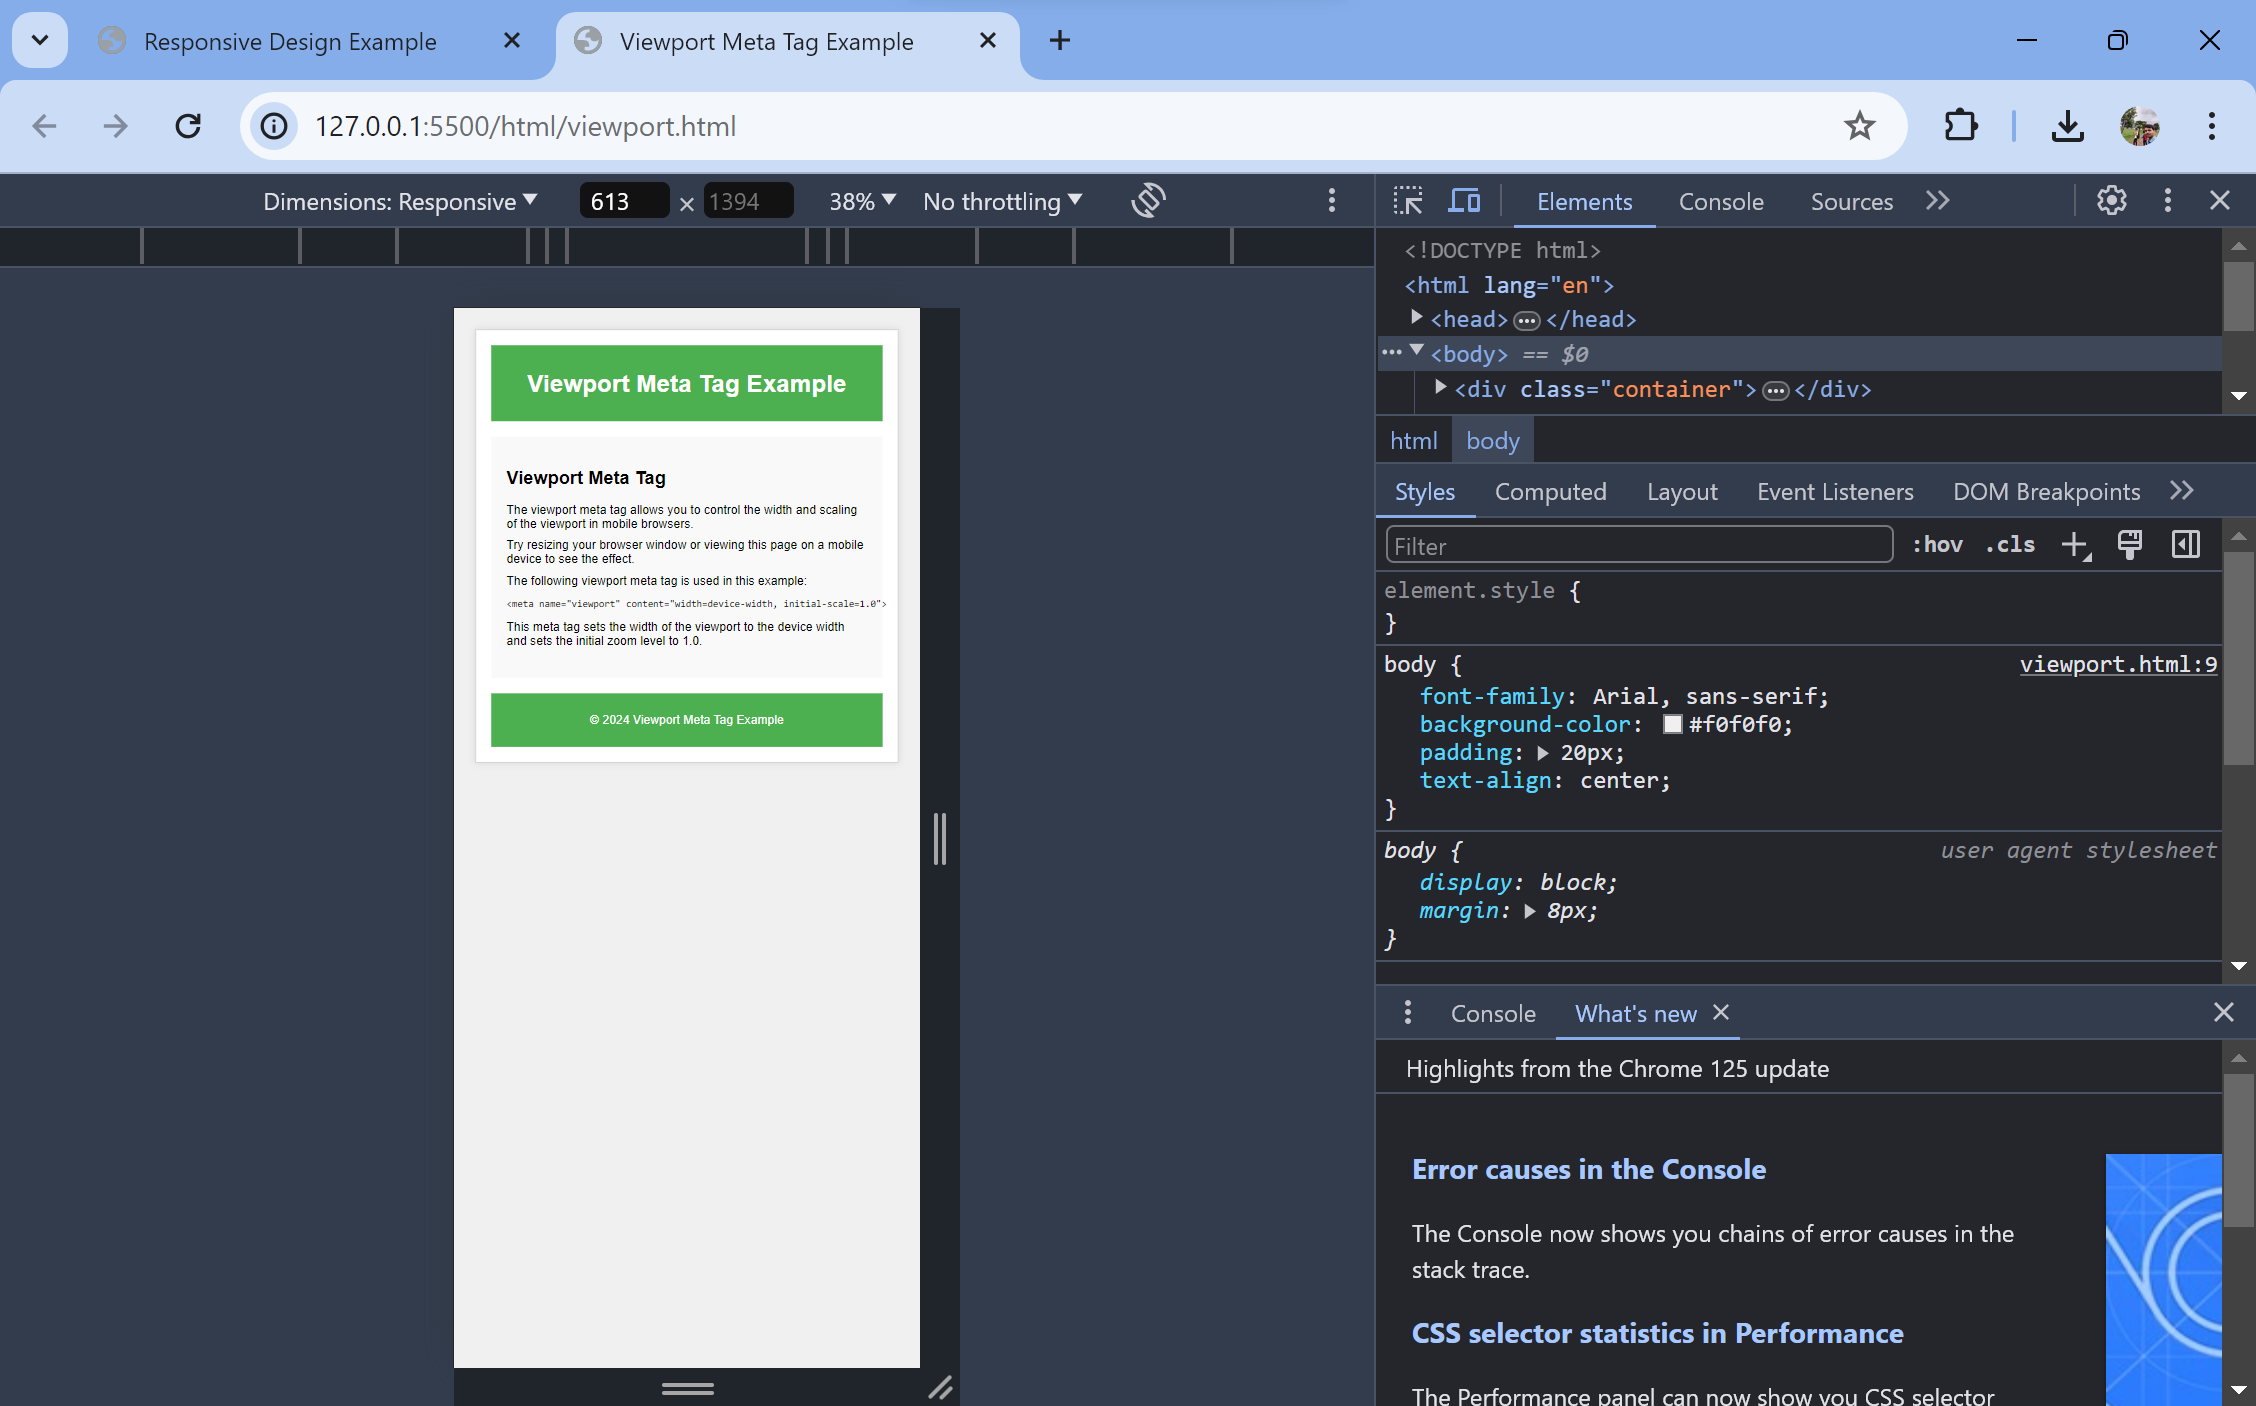 Responsive Design Example
Viewport Meta Tag Example
127.0.0.1:5500/html/viewport.html
Dimensions: Responsive 613 × 1394 38% No throttling
Viewport Meta Tag Example
Viewport Meta Tag
The viewport meta tag allows you to control the width and scaling
of the viewport in mobile browsers.
Try resizing your browser window or viewing this page on a mobile
device to see the effect.
The following viewport meta tag is used in this example:
<meta name="viewport" content="width=device-width, initial-scale=1.0">
This meta tag sets the width of the viewport to the device width
and sets the initial zoom level to 1.0.
© 2024 Viewport Meta Tag Example
Elements Console Sources
<!DOCTYPE html>
<html lang="en">
<head>…</head>
<body> == $0
<div class="container">…</div>
html body
Styles Computed Layout Event Listeners DOM Breakpoints
Filter :hov .cls
element.style {
}
body { viewport.html:9
font-family: Arial, sans-serif;
background-color: #f0f0f0;
padding: 20px;
text-align: center;
}
body { user agent stylesheet
display: block;
margin: 8px;
}
Console What's new
Highlights from the Chrome 125 update
Error causes in the Console
The Console now shows you chains of error causes in the
stack trace.
CSS selector statistics in Performance
The Performance panel can now show you CSS selector